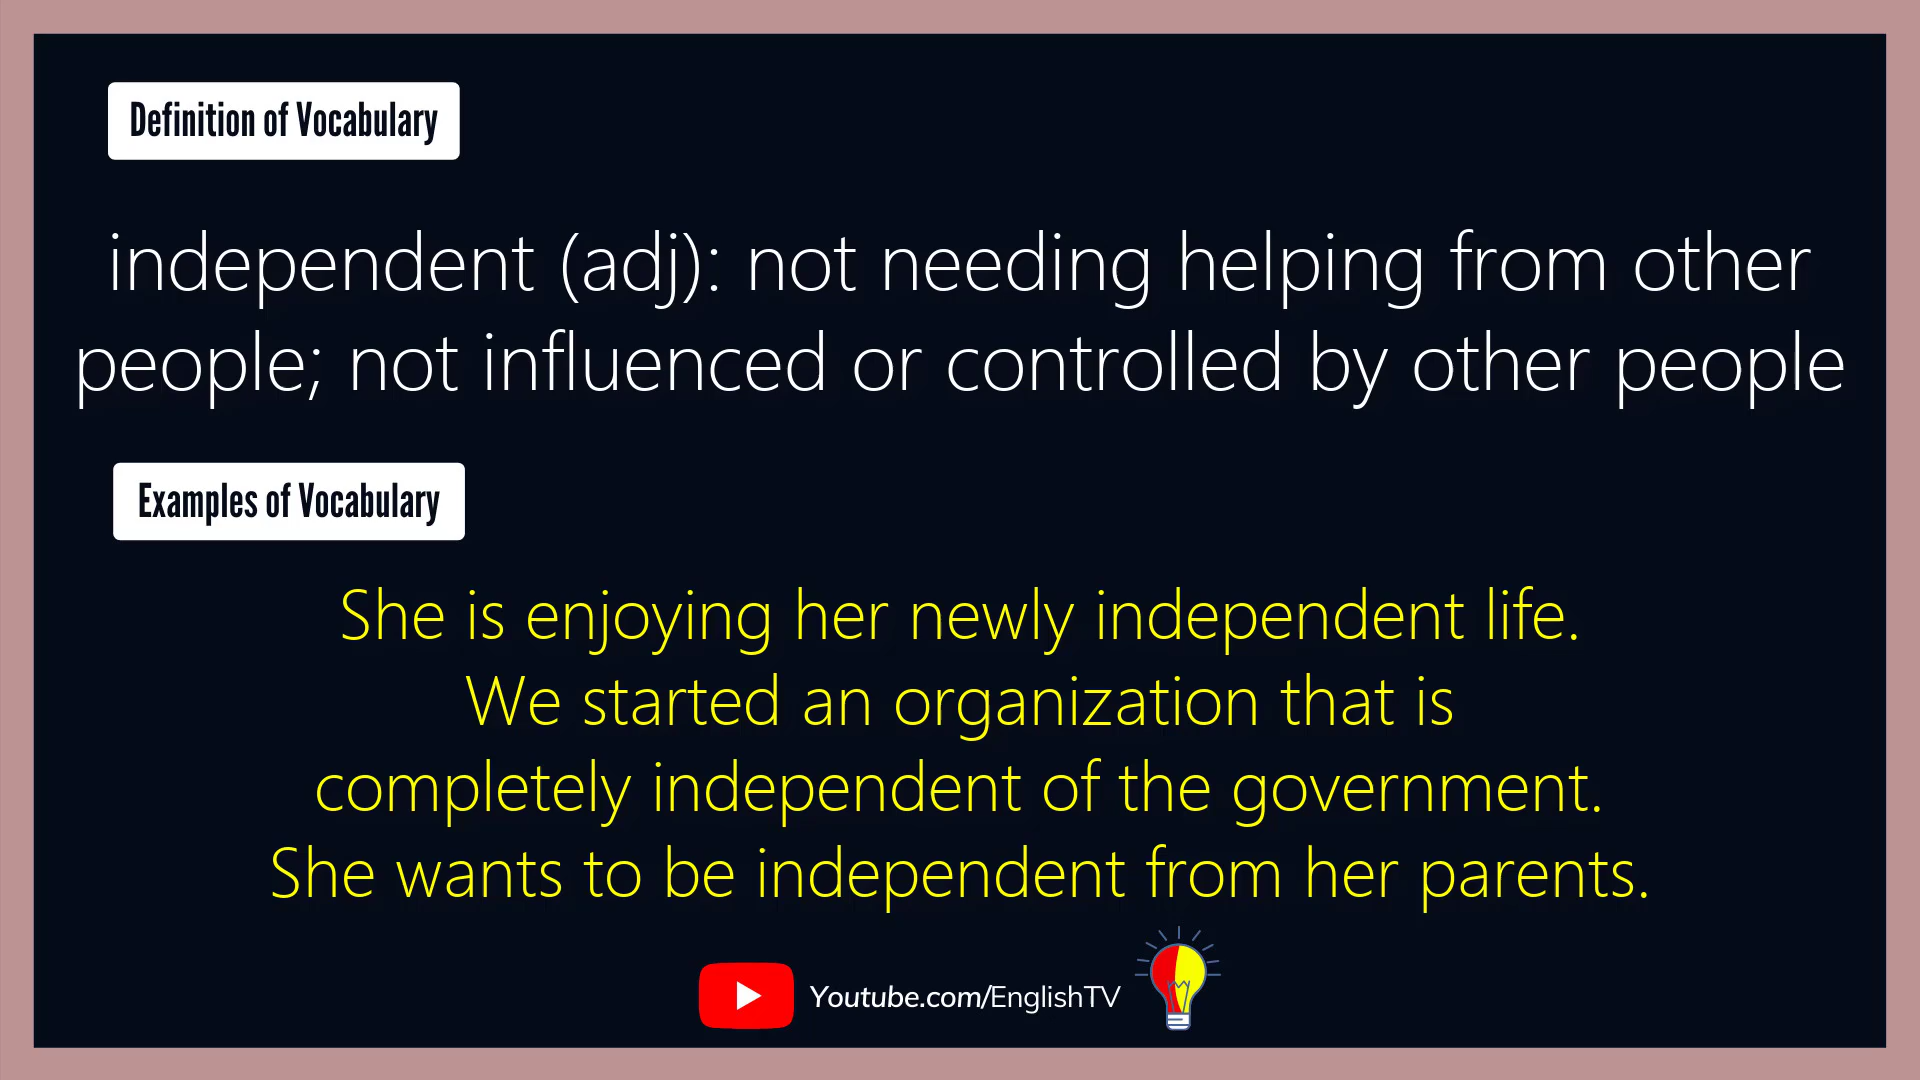 Definition of Vocabulary
independent (adj): not needing helping from other
people; not influenced or controlled by other people
Examples of Vocabulary
She is enjoying her newly independent life.
We started an organization that is
completely independent of the government.
She wants to be independent from her parents.
Youtube.com/EnglishTV